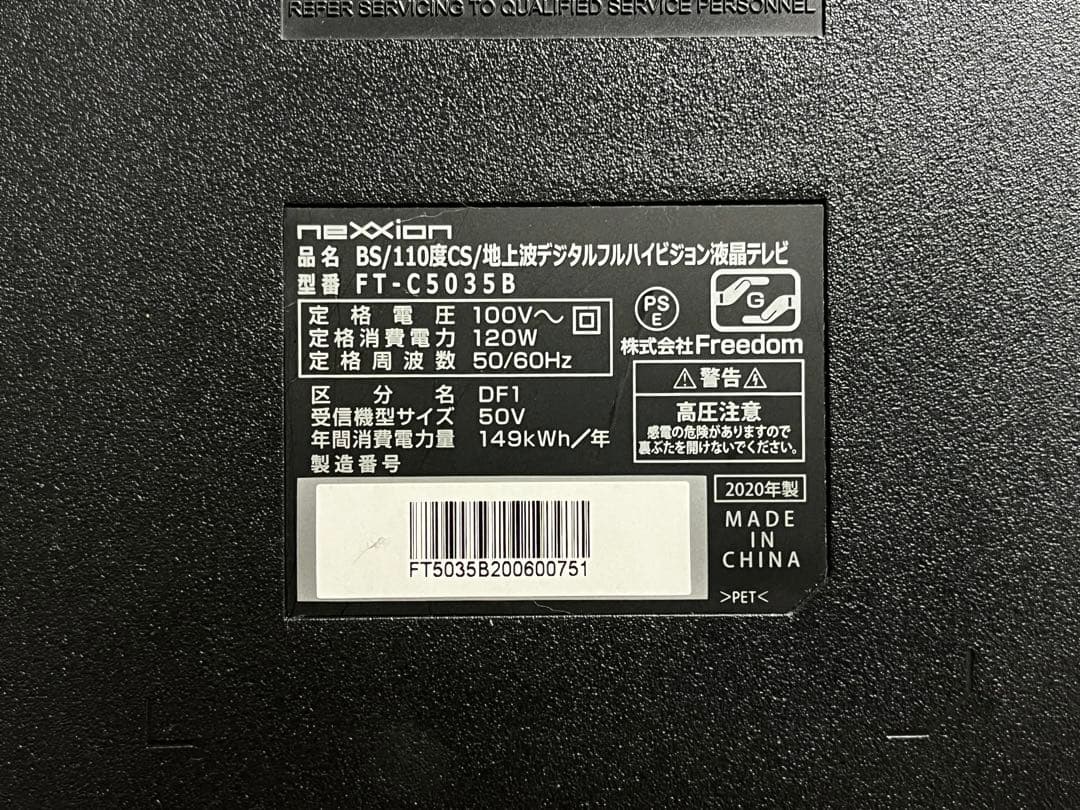 REFER SERVICING TO QUALIFIED SERVICE PERSONNEL
neXXion
品名 BS/110度CS/地上波デジタルフルハイビジョン液晶テレビ
型番 FT-C5035B
定格電圧 100V～
定格消費電力 120W
定格周波数 50/60Hz
PS
E
G
株式会社Freedom
区分名 DF1
受信機型サイズ 50V
年間消費電力量 149kWh／年
製造番号
警告
高圧注意
感電の危険がありますので
裏ぶたを開けないでください。
2020年製
MADE
IN
CHINA
FT5035B200600751
>PET<